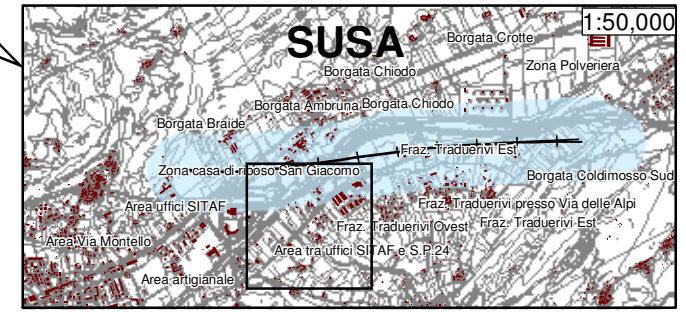 1:50,000
SUSA
Borgata Crotte
Zona Polveriera
Borgata Chiodo
Borgata Ambruna
Borgata Chiodo
Borgata Braide
Fraz. Traduerivi Est
Zona casa di riposo San Giacomo
Borgata Coldimosso Sud
Area uffici SITAF
Fraz. Traduerivi presso Via delle Alpi
Fraz. Traduerivi Ovest
Fraz. Traduerivi Est
Area Via Montello
Area tra uffici SITAF e S.P.24
Area artigianale